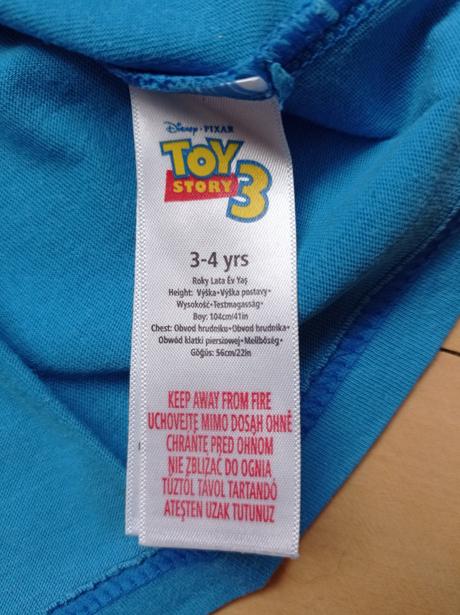 Disney · PIXAR
TOY
STORY 3
3-4 yrs
Roky Lata Év Yaş
Height: Výška•Výška postavy•
Wysokość•Testmagasság•
Boy: 104cm/41in
Chest: Obvod hrudníku•Obvod hrudníka•
Obwód klatki piersiowej•Mellbőség•
Göğüs: 56cm/22in
KEEP AWAY FROM FIRE
UCHOVEJTE MIMO DOSAH OHNĚ
CHRÁŇTE PRED OHŇOM
NIE ZBLIŻAĆ DO OGNIA
TŰZTŐL TÁVOL TARTANDÓ
ATEŞTEN UZAK TUTUNUZ